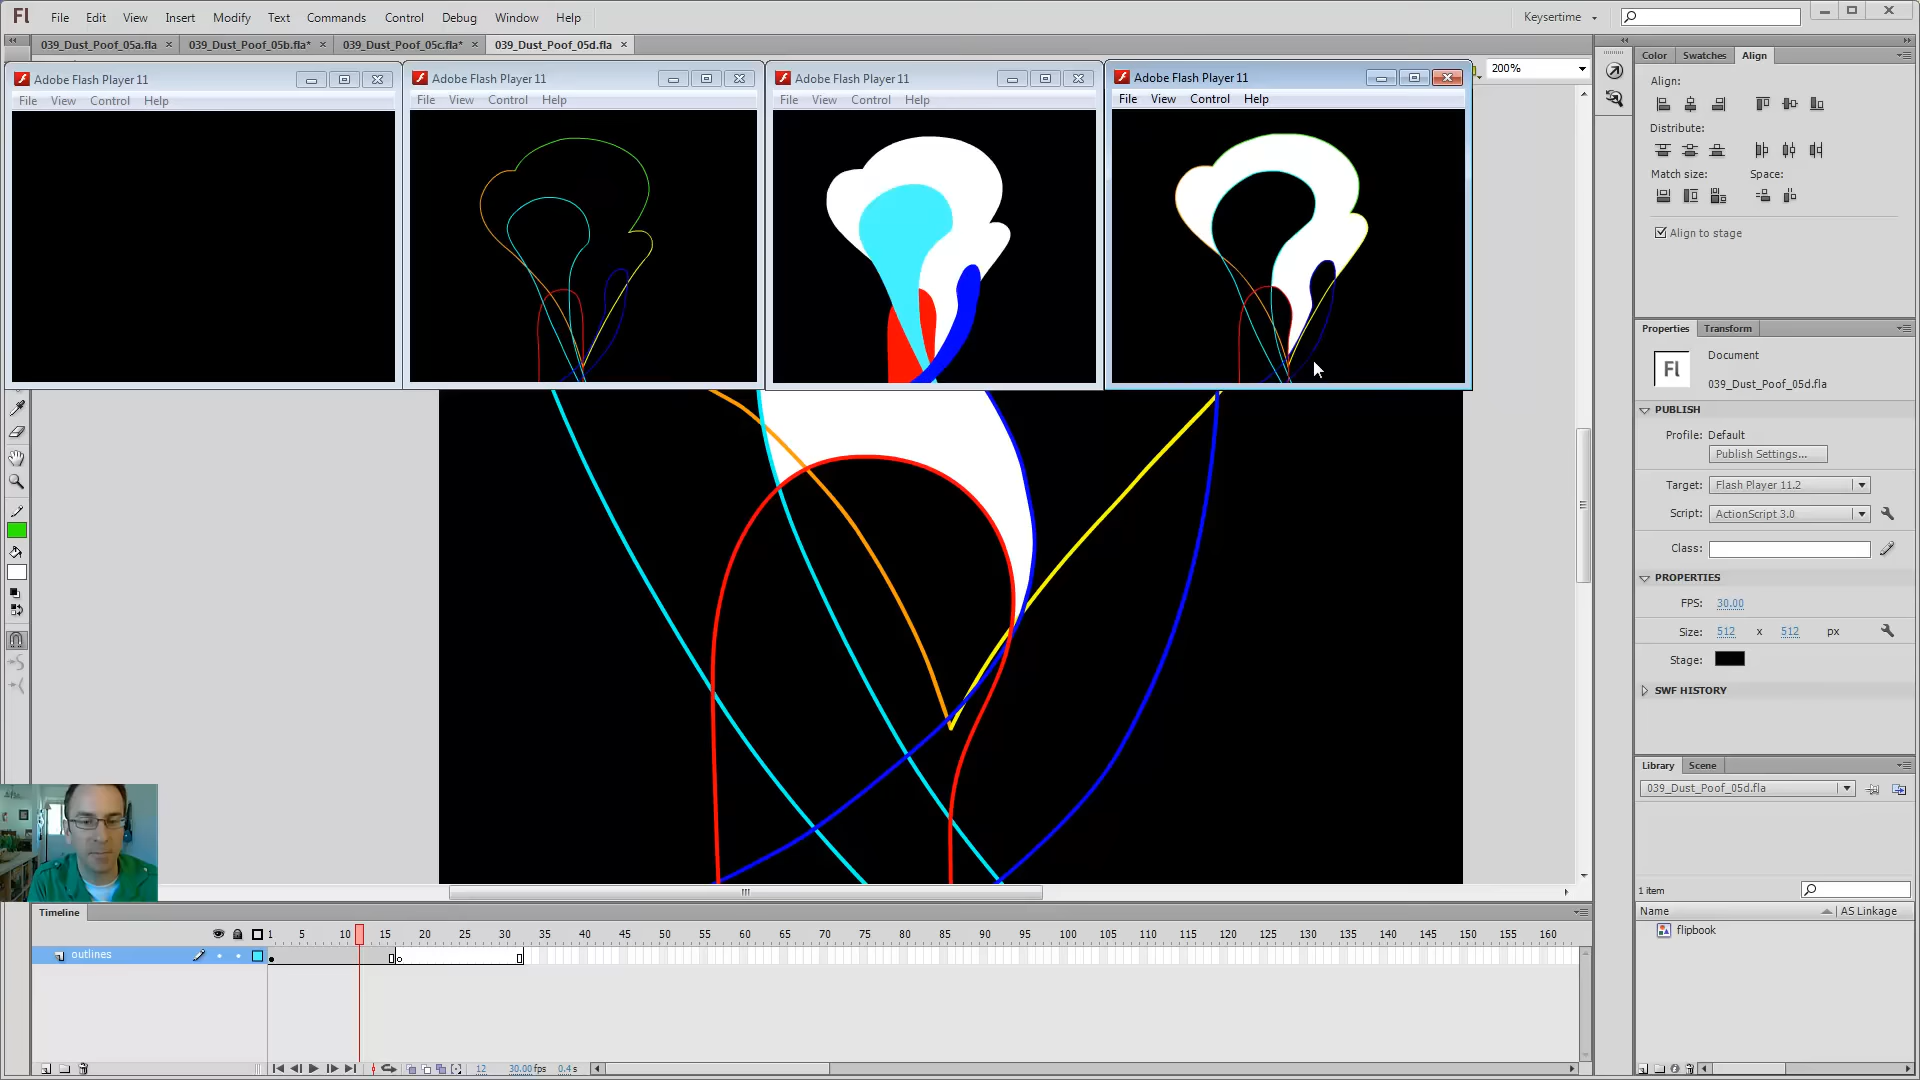 Fl File Edit View Insert Modify Text Commands Control Debug Window Help Keysertime
039_Dust_Poof_05a.fla × 039_Dust_Poof_05b.fla* × 039_Dust_Poof_05c.fla* × 039_Dust_Poof_05d.fla ×
Adobe Flash Player 11
File View Control Help
Adobe Flash Player 11
File View Control Help
Adobe Flash Player 11
File View Control Help
Adobe Flash Player 11
File View Control Help
200%
Color Swatches Align
Align:
Distribute:
Match size: Space:
Align to stage
Properties Transform
Fl Document
039_Dust_Poof_05d.fla
PUBLISH
Profile: Default
Publish Settings...
Target: Flash Player 11.2
Script: ActionScript 3.0
Class:
PROPERTIES
FPS: 30.00
Size: 512 x 512 px
Stage:
SWF HISTORY
Library Scene
039_Dust_Poof_05d.fla
1 item
Name AS Linkage
flipbook
Timeline
1 5 10 15 20 25 30 35 40 45 50 55 60 65 70 75 80 85 90 95 100 105 110 115 120 125 130 135 140 145 150 155 160
outlines
12 30.00 fps 0.4 s